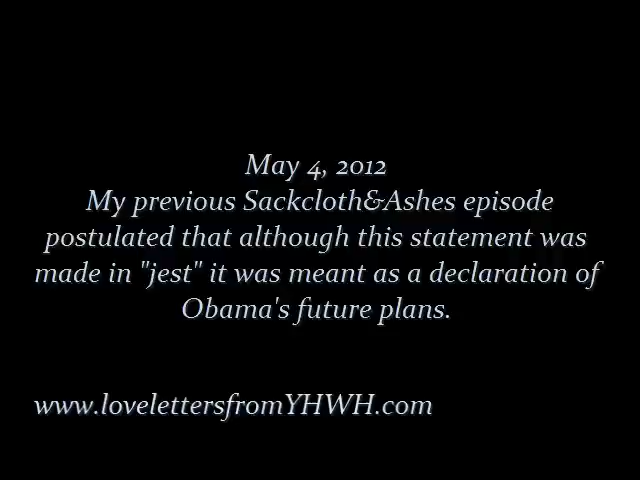 May 4, 2012
My previous Sackcloth&Ashes episode
postulated that although this statement was
made in "jest" it was meant as a declaration of
Obama's future plans.
www.lovelettersfromYHWH.com